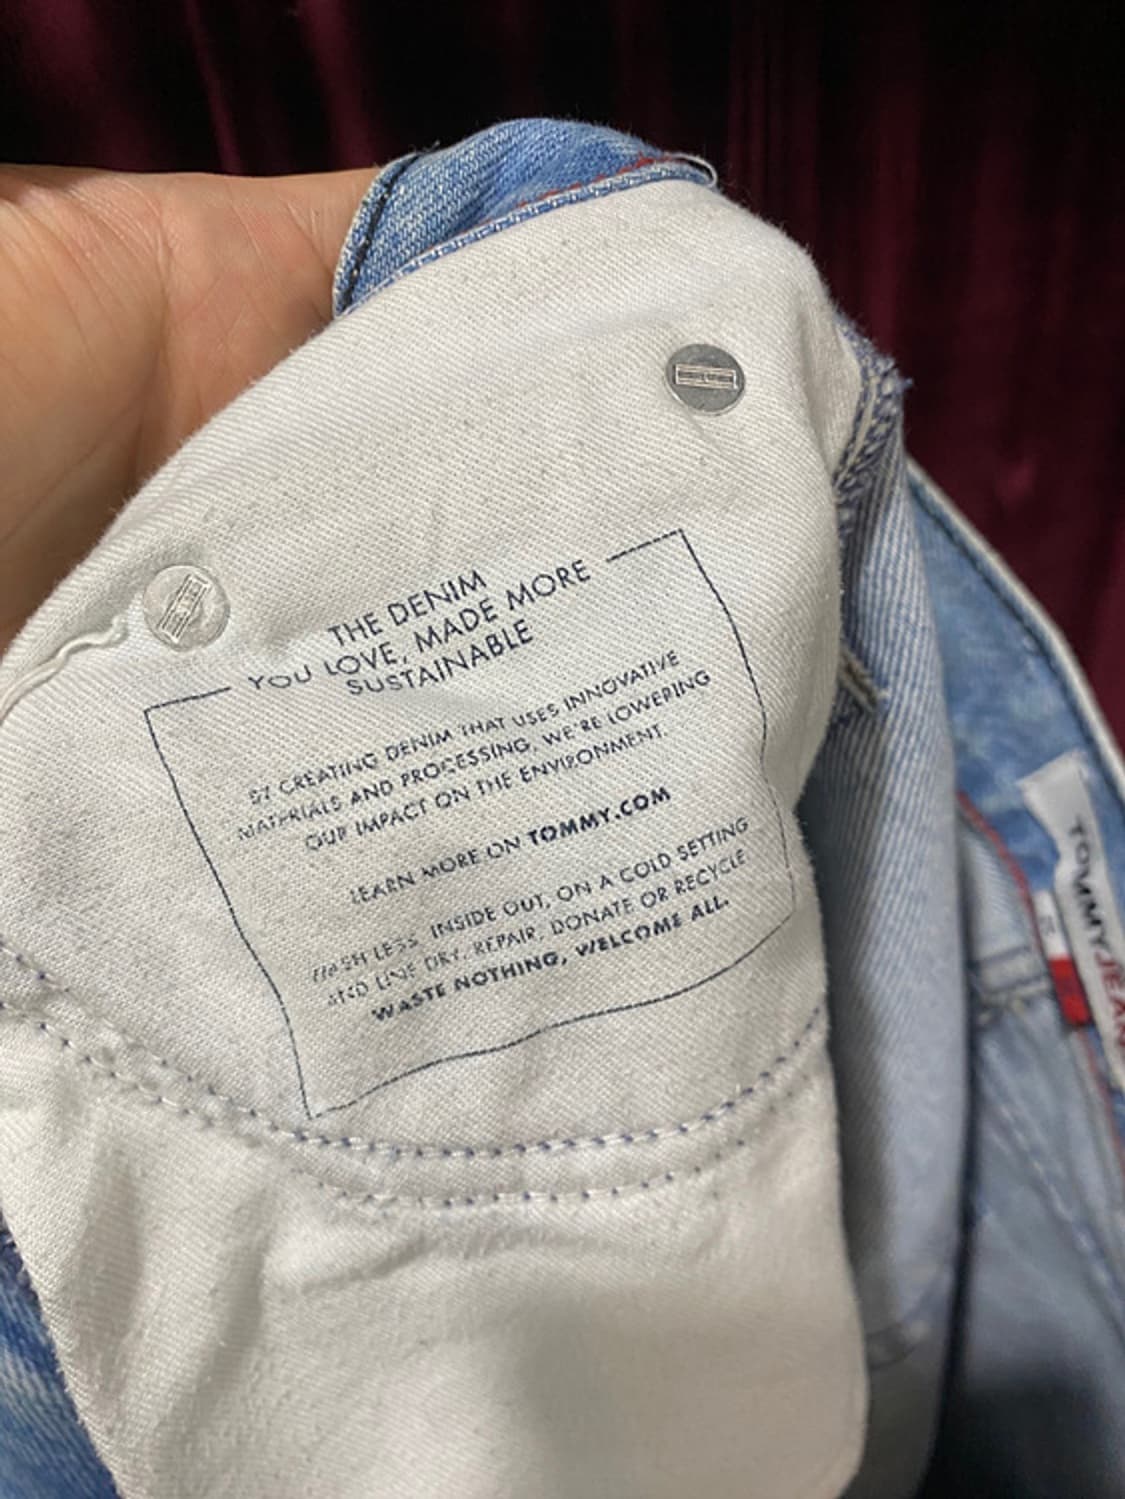 THE DENIM
YOU LOVE, MADE MORE
SUSTAINABLE
BY CREATING DENIM THAT USES INNOVATIVE
MATERIALS AND PROCESSING, WE'RE LOWERING
OUR IMPACT ON THE ENVIRONMENT.
LEARN MORE ON TOMMY.COM
WASH LESS, INSIDE OUT, ON A COLD SETTING
AND LINE DRY. REPAIR, DONATE OR RECYCLE
WASTE NOTHING, WELCOME ALL.
TOMMY JEAN